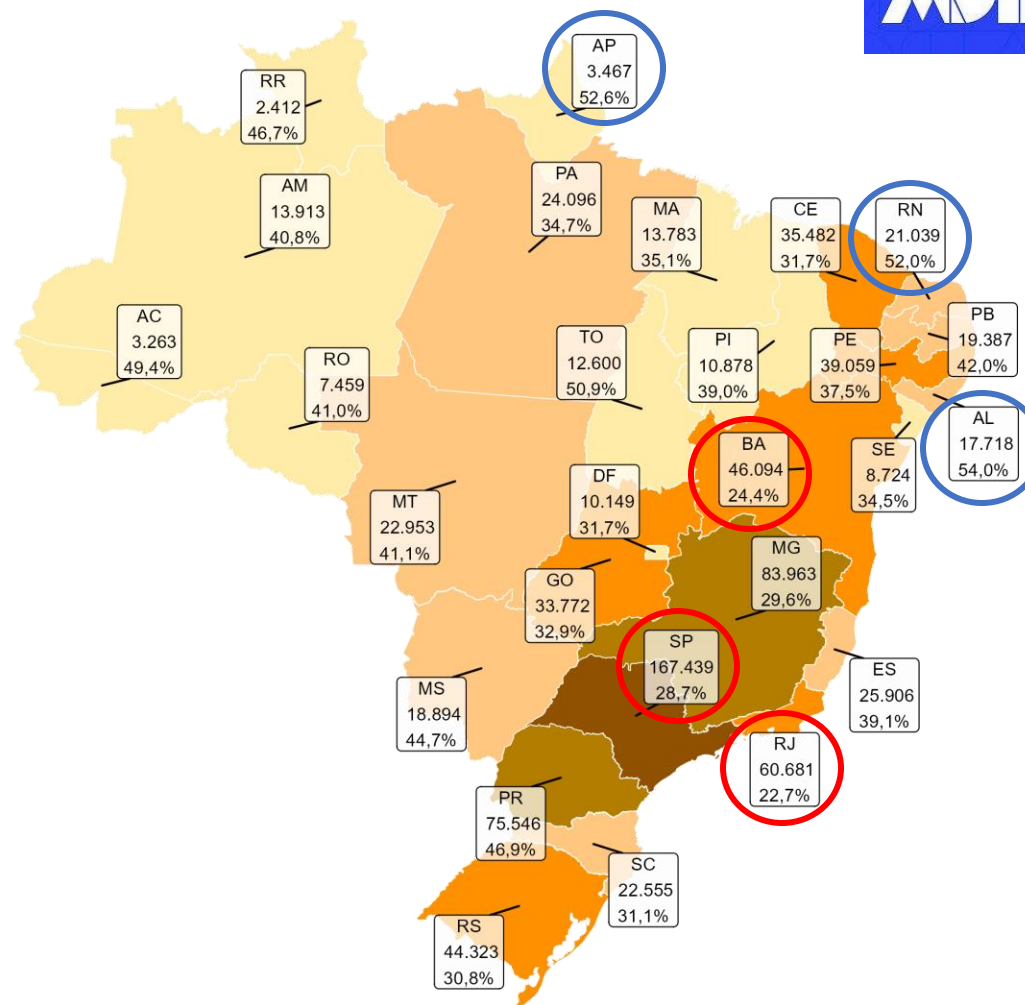 AP
3.467
52,6%
RR
2.412
46,7%
AM
13.913
40,8%
PA
24.096
34,7%
MA
13.783
35,1%
CE
35.482
31,7%
RN
21.039
52,0%
AC
3.263
49,4%
RO
7.459
41,0%
TO
12.600
50,9%
PI
10.878
39,0%
PE
39.059
37,5%
PB
19.387
42,0%
AL
17.718
54,0%
BA
46.094
24,4%
SE
8.724
34,5%
DF
10.149
31,7%
MT
22.953
41,1%
MG
83.963
29,6%
GO
33.772
32,9%
SP
167.439
28,7%
ES
25.906
39,1%
MS
18.894
44,7%
RJ
60.681
22,7%
PR
75.546
46,9%
SC
22.555
31,1%
RS
44.323
30,8%